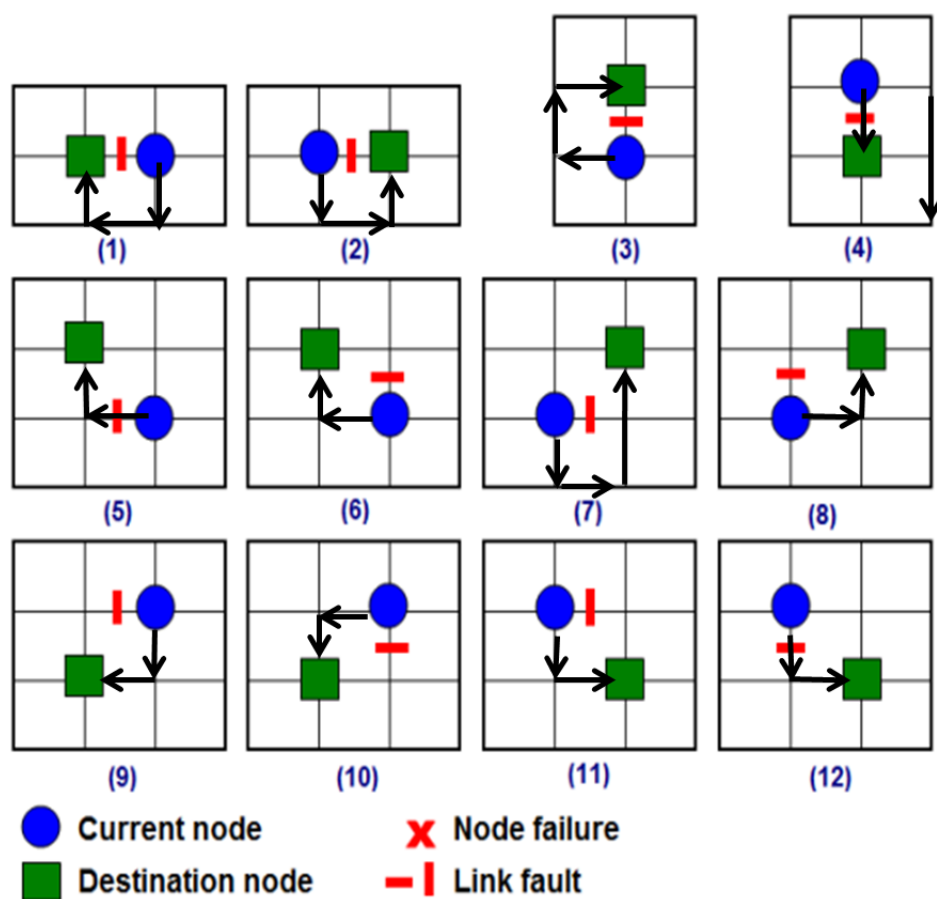 (1) (2) (3) (4)
(5) (6) (7) (8)
(9) (10) (11) (12)
Current node Node failure
Destination node Link fault